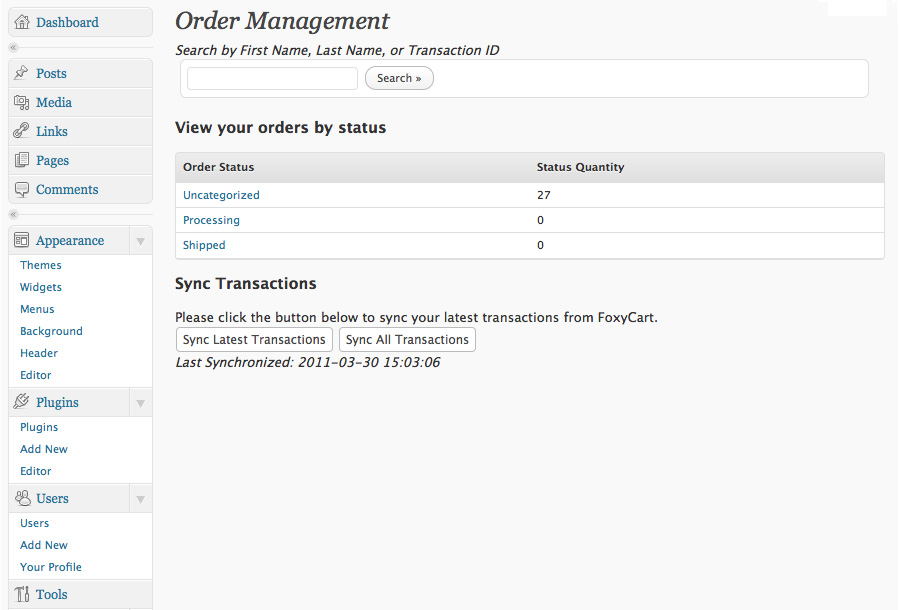 Dashboard
Posts
Media
Links
Pages
Comments
Appearance
Themes
Widgets
Menus
Background
Header
Editor
Plugins
Plugins
Add New
Editor
Users
Users
Add New
Your Profile
Tools
Order Management
Search by First Name, Last Name, or Transaction ID
Search »
View your orders by status
Order Status Status Quantity
Uncategorized 27
Processing 0
Shipped 0
Sync Transactions
Please click the button below to sync your latest transactions from FoxyCart.
Sync Latest Transactions Sync All Transactions
Last Synchronized: 2011-03-30 15:03:06